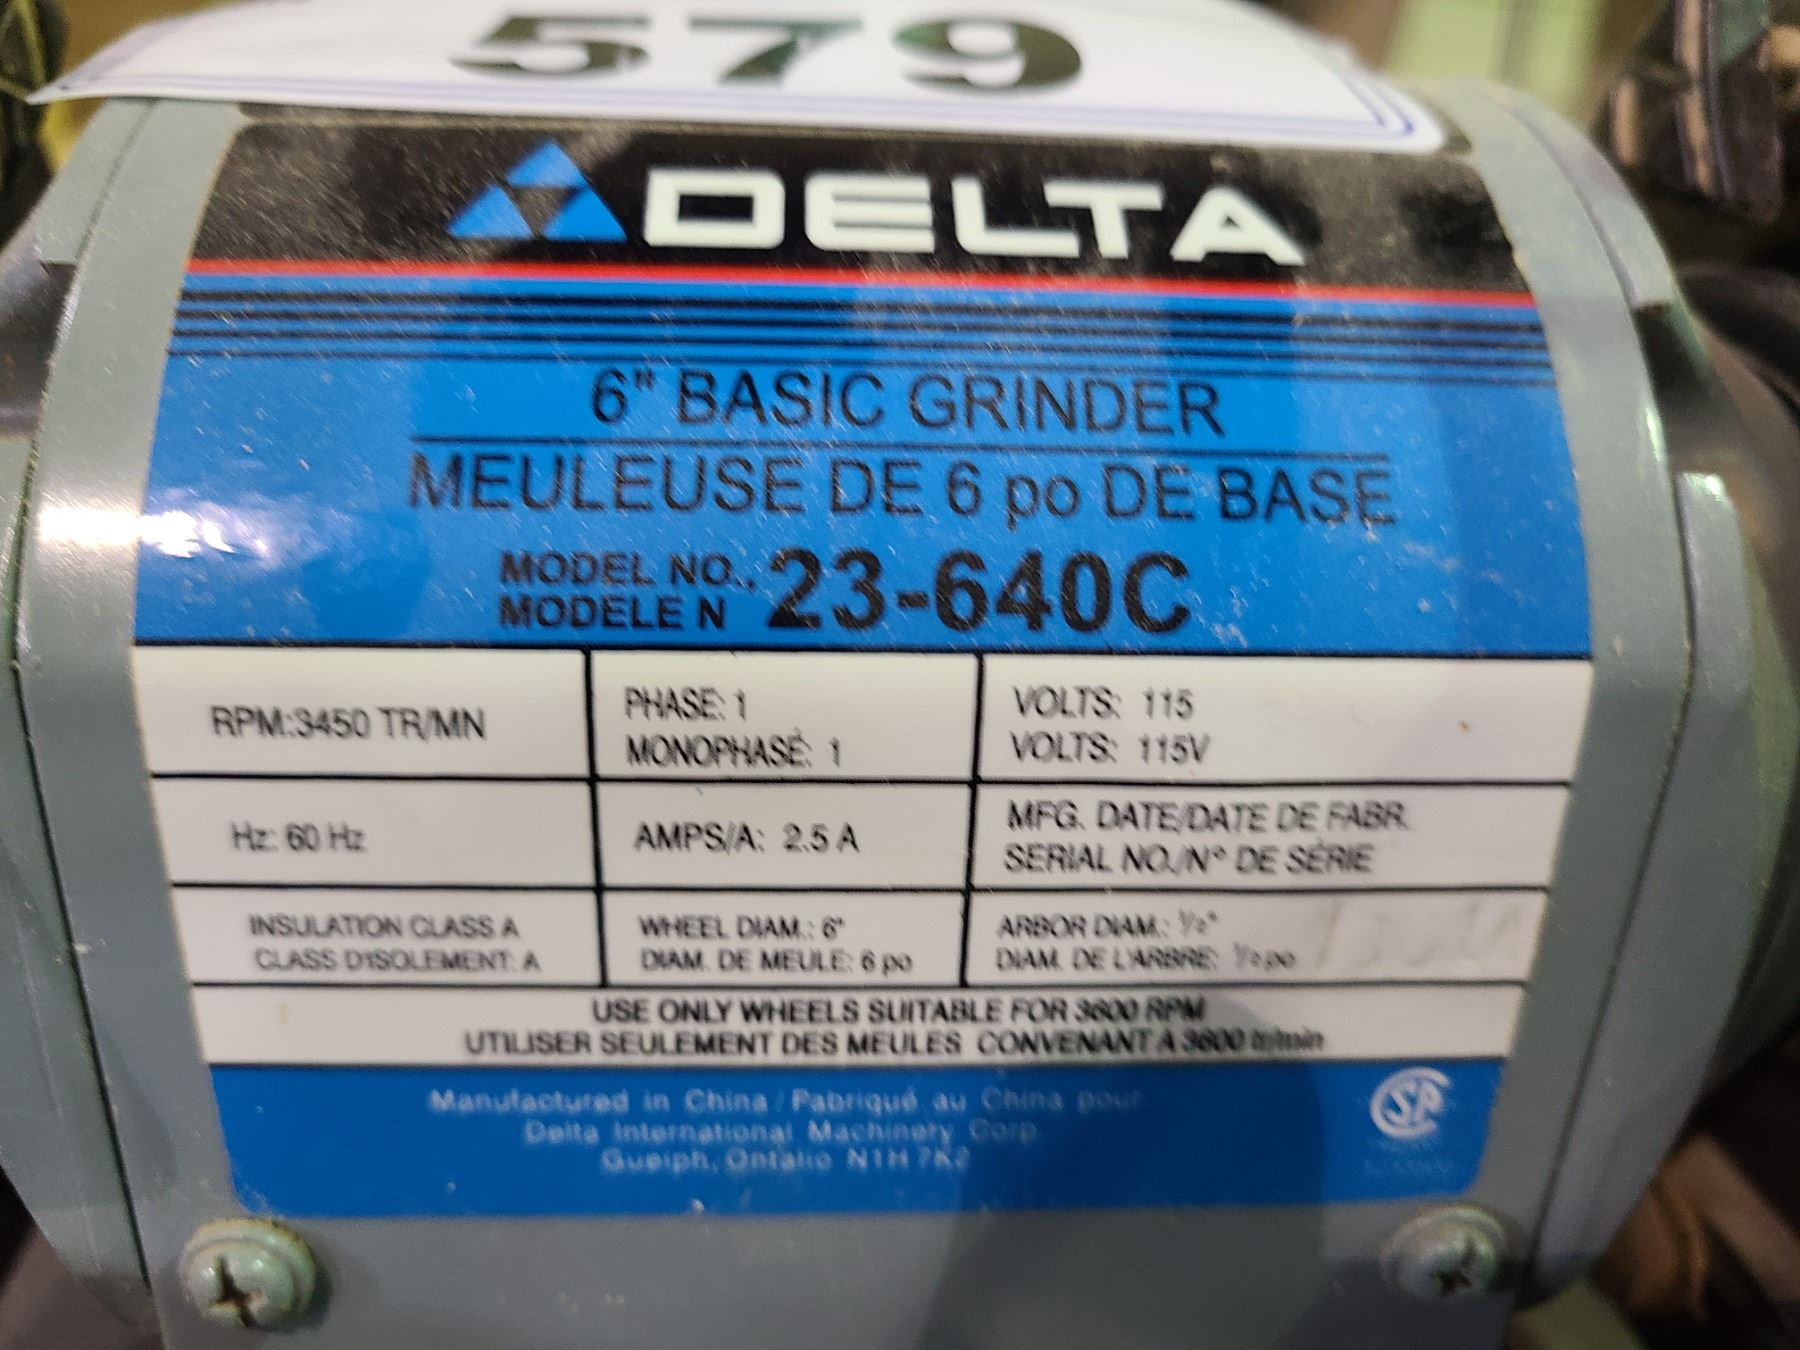 579
DELTA
6" BASIC GRINDER
MEULEUSE DE 6 po DE BASE
MODEL NO.
MODELE N 23-640C
RPM:3450 TR/MN
PHASE: 1
MONOPHASÉ: 1
VOLTS: 115
VOLTS: 115V
Hz: 60 Hz
AMPS/A: 2.5 A
MFG. DATE/DATE DE FABR.
SERIAL NO./N° DE SÉRIE
INSULATION CLASS A
CLASS D'ISOLEMENT: A
WHEEL DIAM.: 6"
DIAM. DE MEULE: 6 po
ARBOR DIAM.: ½"
DIAM. DE L'ARBRE: ½ po
USE ONLY WHEELS SUITABLE FOR 3600 RPM
UTILISER SEULEMENT DES MEULES CONVENANT A 3600 tr/min
Manufactured in China / Fabriqué au China pour
Delta International Machinery Corp.
Guelph, Ontario N1H 7K2